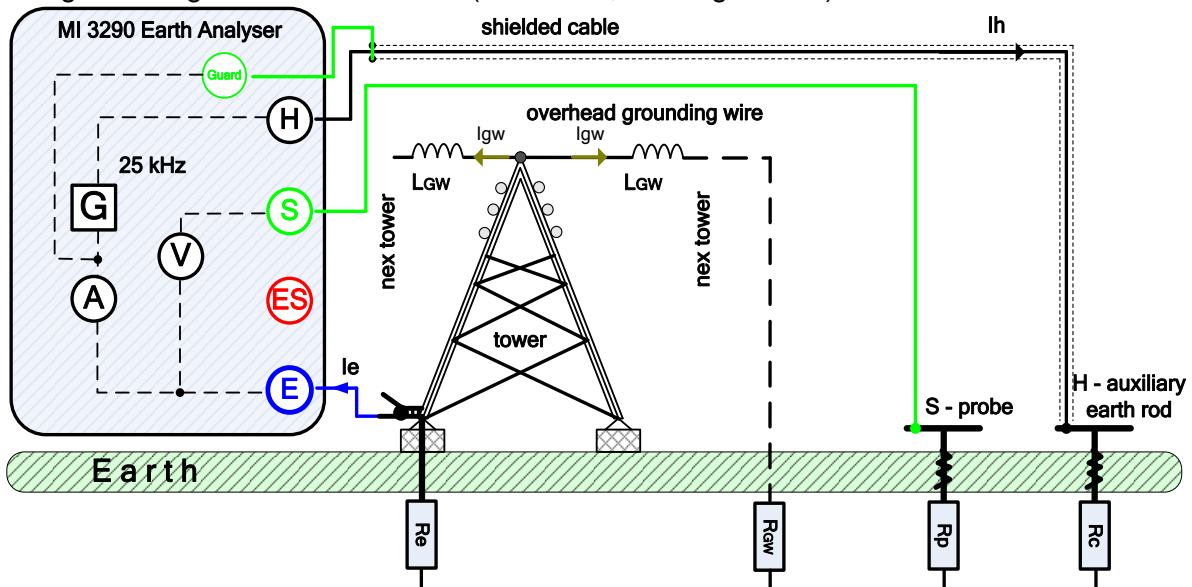 MI 3290 Earth Analyser
shielded cable
Ih
Guard
H
overhead grounding wire
Igw
Igw
25 kHz
LGW
LGW
G
S
V
nex tower
nex tower
A
ES
tower
Ie
E
S - probe
H - auxiliary
earth rod
Earth
Re
RGW
Rp
Rc